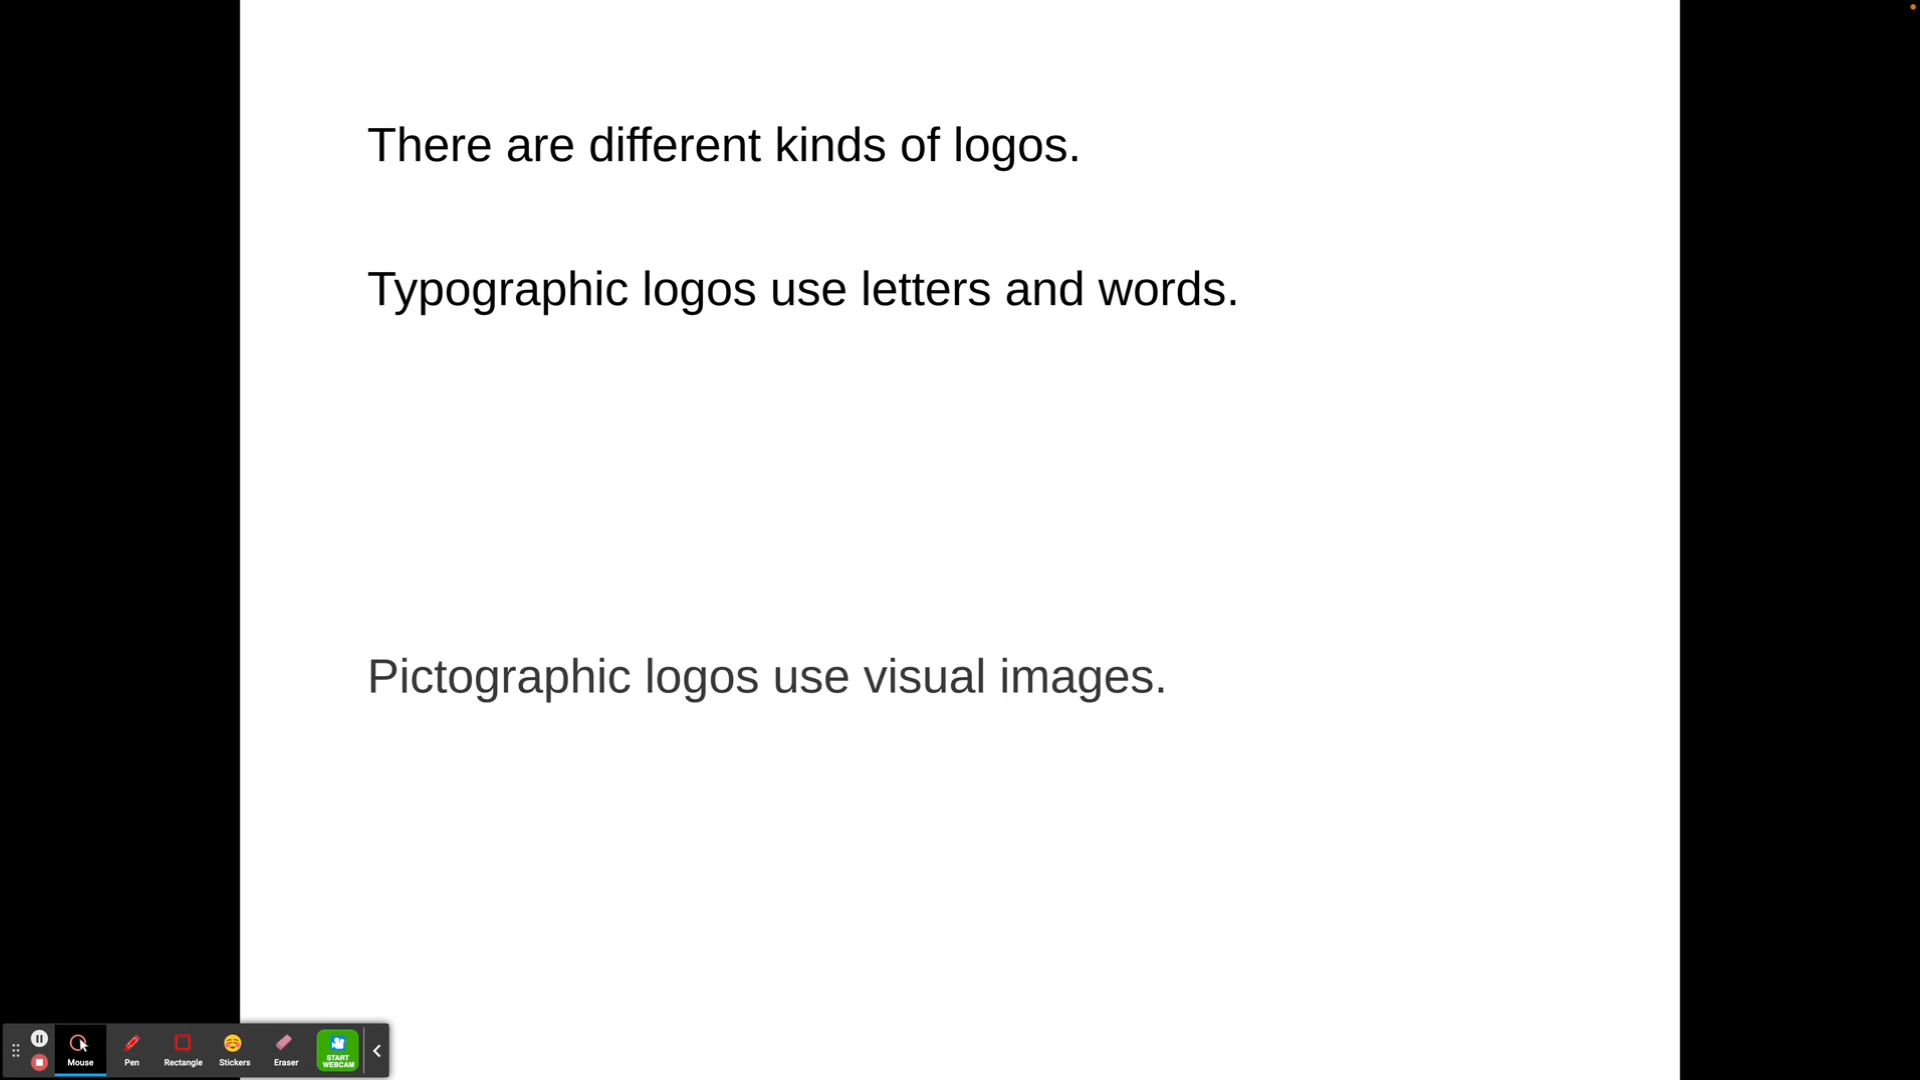 There are different kinds of logos.
Typographic logos use letters and words.
Pictographic logos use visual images.
Mouse
Pen
Rectangle
Stickers
Eraser
START
WEBCAM